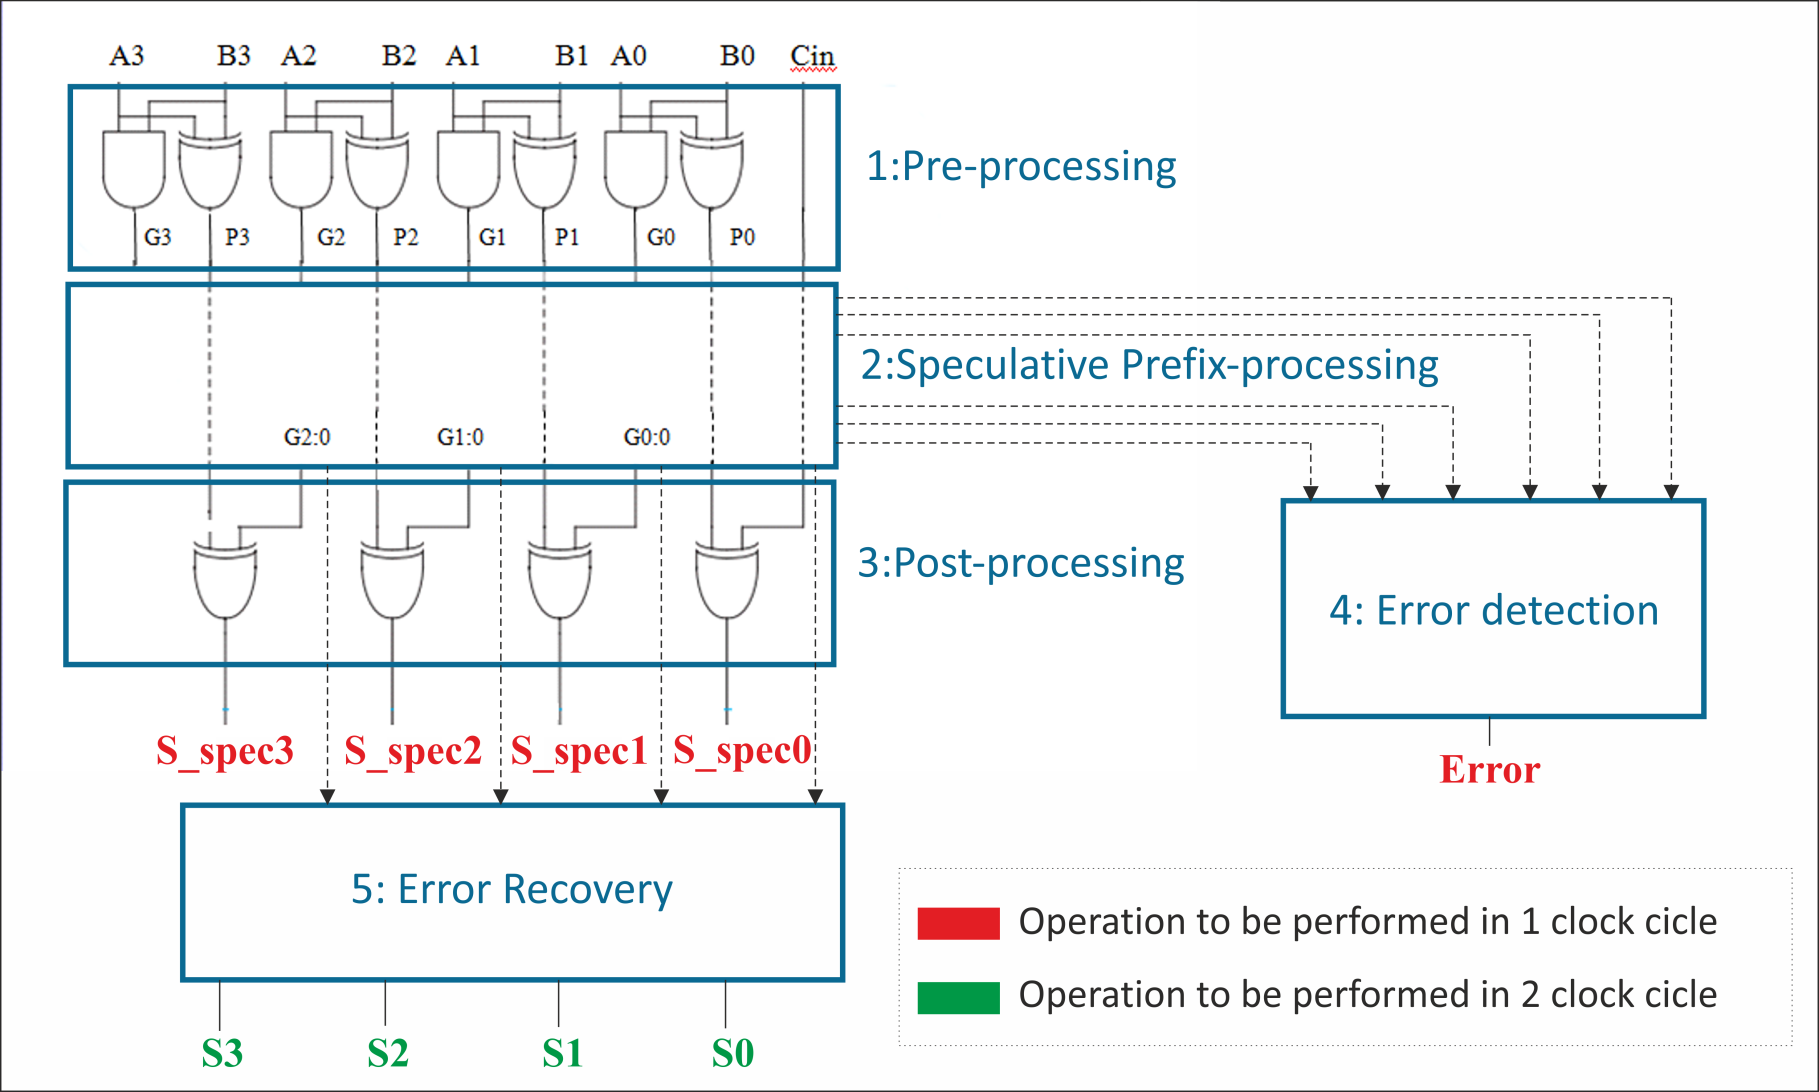 A3 B3 A2 B2 A1 B1 A0 B0 Cin
1:Pre-processing
G3 P3 G2 P2 G1 P1 G0 P0
2:Speculative Prefix-processing
G2:0 G1:0 G0:0
3:Post-processing
4: Error detection
S_spec3 S_spec2 S_spec1 S_spec0
Error
5: Error Recovery
Operation to be performed in 1 clock cicle
Operation to be performed in 2 clock cicle
S3 S2 S1 S0